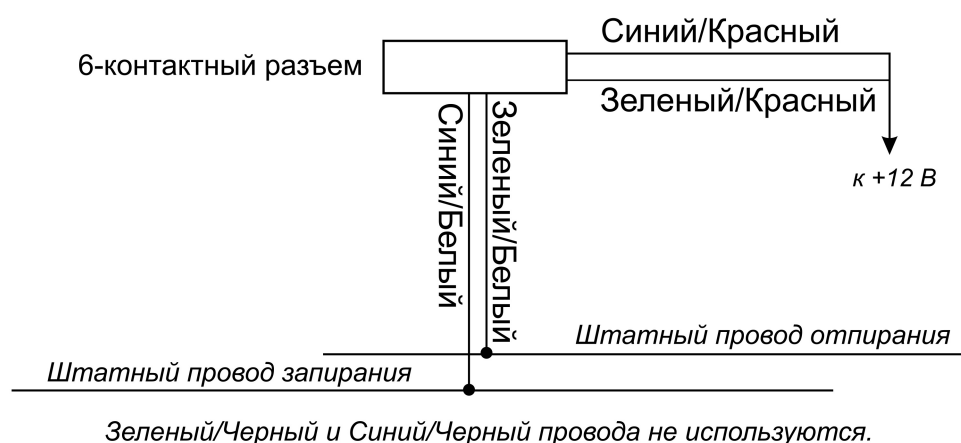 Синий/Красный
6-контактный разъем
Зеленый/Красный
к +12 В
Синий/Белый
Зеленый/Белый
Штатный провод отпирания
Штатный провод запирания
Зеленый/Черный и Синий/Черный провода не используются.